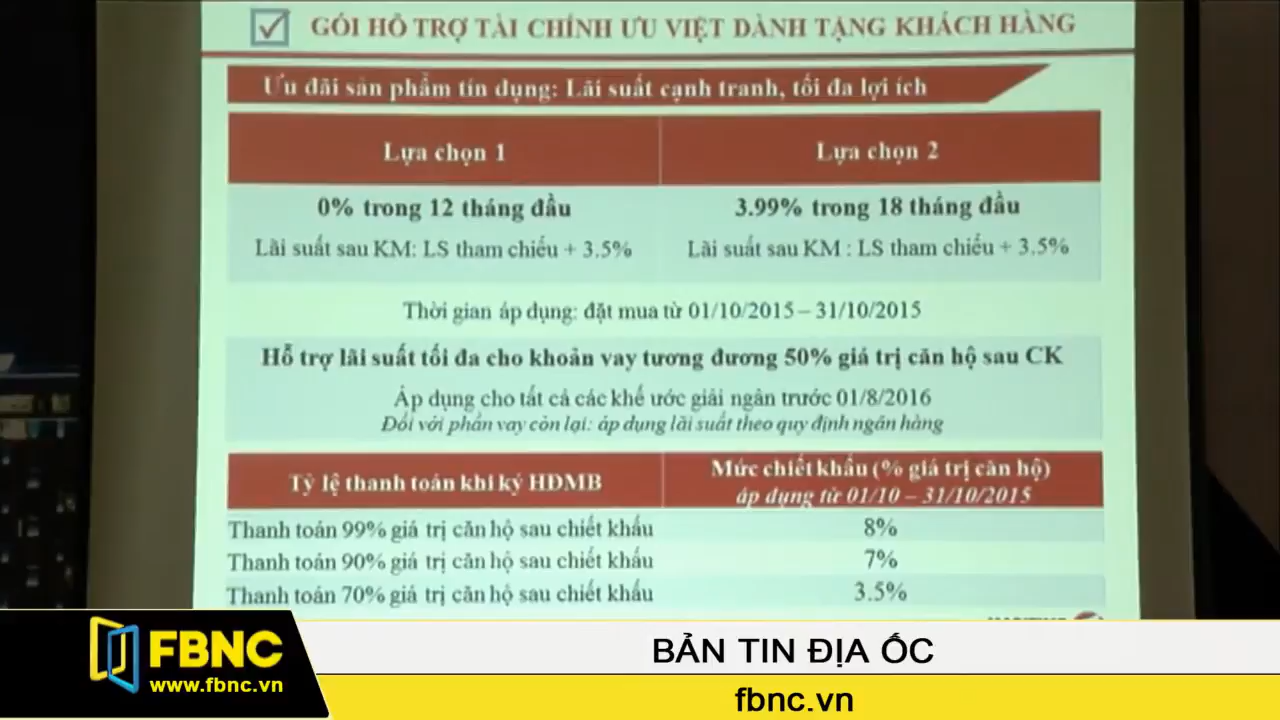 GÓI HỖ TRỢ TÀI CHÍNH ƯU VIỆT DÀNH TẶNG KHÁCH HÀNG
Ưu đãi sản phẩm tín dụng: Lãi suất cạnh tranh, tối đa lợi ích
Lựa chọn 1
Lựa chọn 2
0% trong 12 tháng đầu
3.99% trong 18 tháng đầu
Lãi suất sau KM: LS tham chiếu + 3.5%
Lãi suất sau KM : LS tham chiếu + 3.5%
Thời gian áp dụng: đặt mua từ 01/10/2015 – 31/10/2015
Hỗ trợ lãi suất tối đa cho khoản vay tương đương 50% giá trị căn hộ sau CK
Áp dụng cho tất cả các khế ước giải ngân trước 01/8/2016
Đối với phần vay còn lại: áp dụng lãi suất theo quy định ngân hàng
Tỷ lệ thanh toán khi ký HĐMB
Mức chiết khấu (% giá trị căn hộ)
áp dụng từ 01/10 – 31/10/2015
Thanh toán 99% giá trị căn hộ sau chiết khấu
8%
Thanh toán 90% giá trị căn hộ sau chiết khấu
7%
Thanh toán 70% giá trị căn hộ sau chiết khấu
3.5%
FBNC
www.fbnc.vn
BẢN TIN ĐỊA ỐC
fbnc.vn